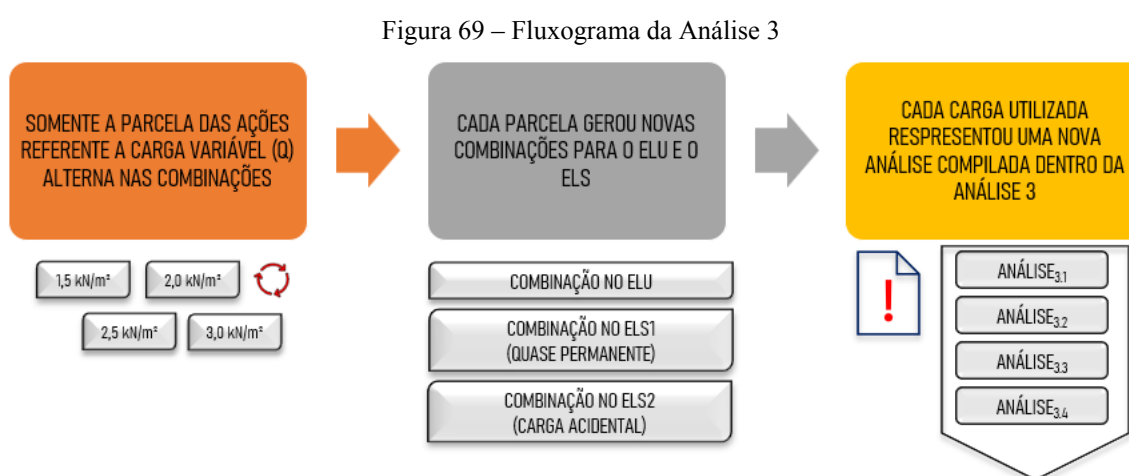 Figura 69 – Fluxograma da Análise 3
SOMENTE A PARCELA DAS AÇÕES
REFERENTE A CARGA VARIÁVEL (Q)
ALTERNA NAS COMBINAÇÕES
1,5 kN/m²
2,0 kN/m²
2,5 kN/m²
3,0 kN/m²
CADA PARCELA GEROU NOVAS
COMBINAÇÕES PARA O ELU E O
ELS
COMBINAÇÃO NO ELU
COMBINAÇÃO NO ELS1
(QUASE PERMANENTE)
COMBINAÇÃO NO ELS2
(CARGA ACIDENTAL)
CADA CARGA UTILIZADA
RESPRESENTOU UMA NOVA
ANÁLISE COMPILADA DENTRO DA
ANÁLISE 3
!
ANÁLISE3.1
ANÁLISE3.2
ANÁLISE3.3
ANÁLISE3.4